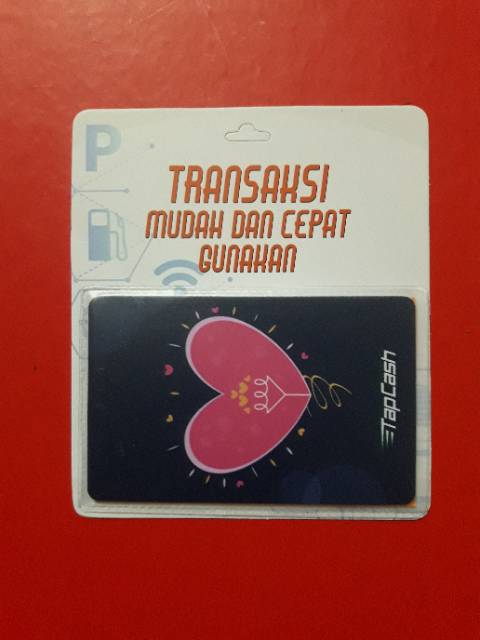 P
TRANSAKSI
MUDAH DAN CEPAT
GUNAKAN
TapCash